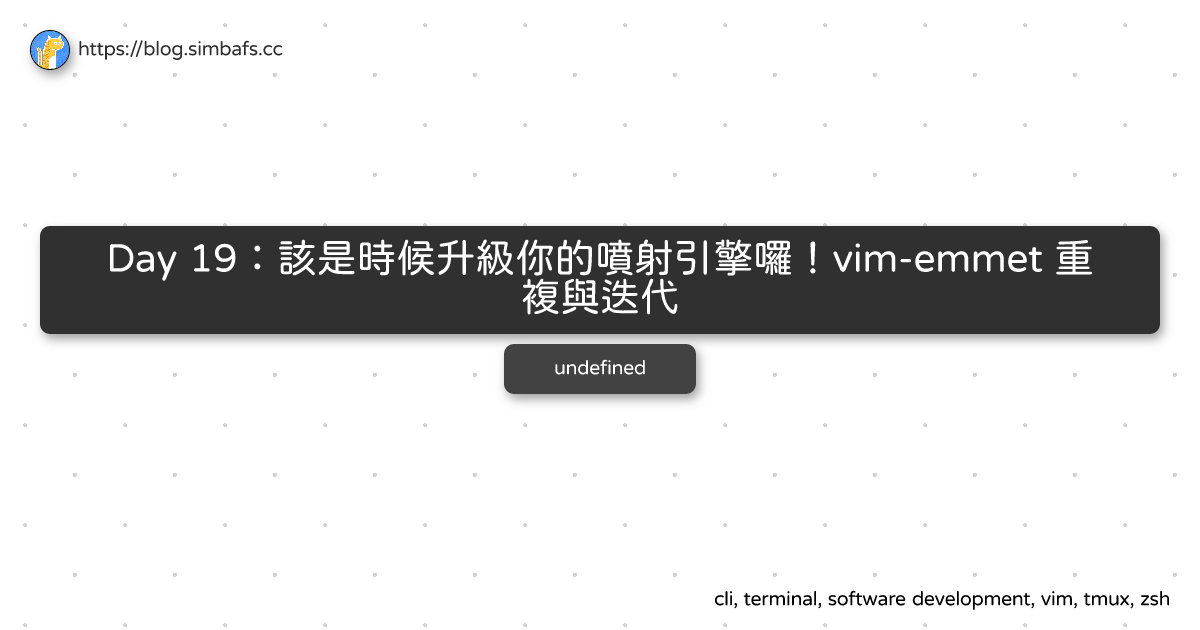 https://blog.simbafs.cc
Day 19：該是時候升級你的噴射引擎囉！vim-emmet 重
複與迭代
undefined
cli, terminal, software development, vim, tmux, zsh